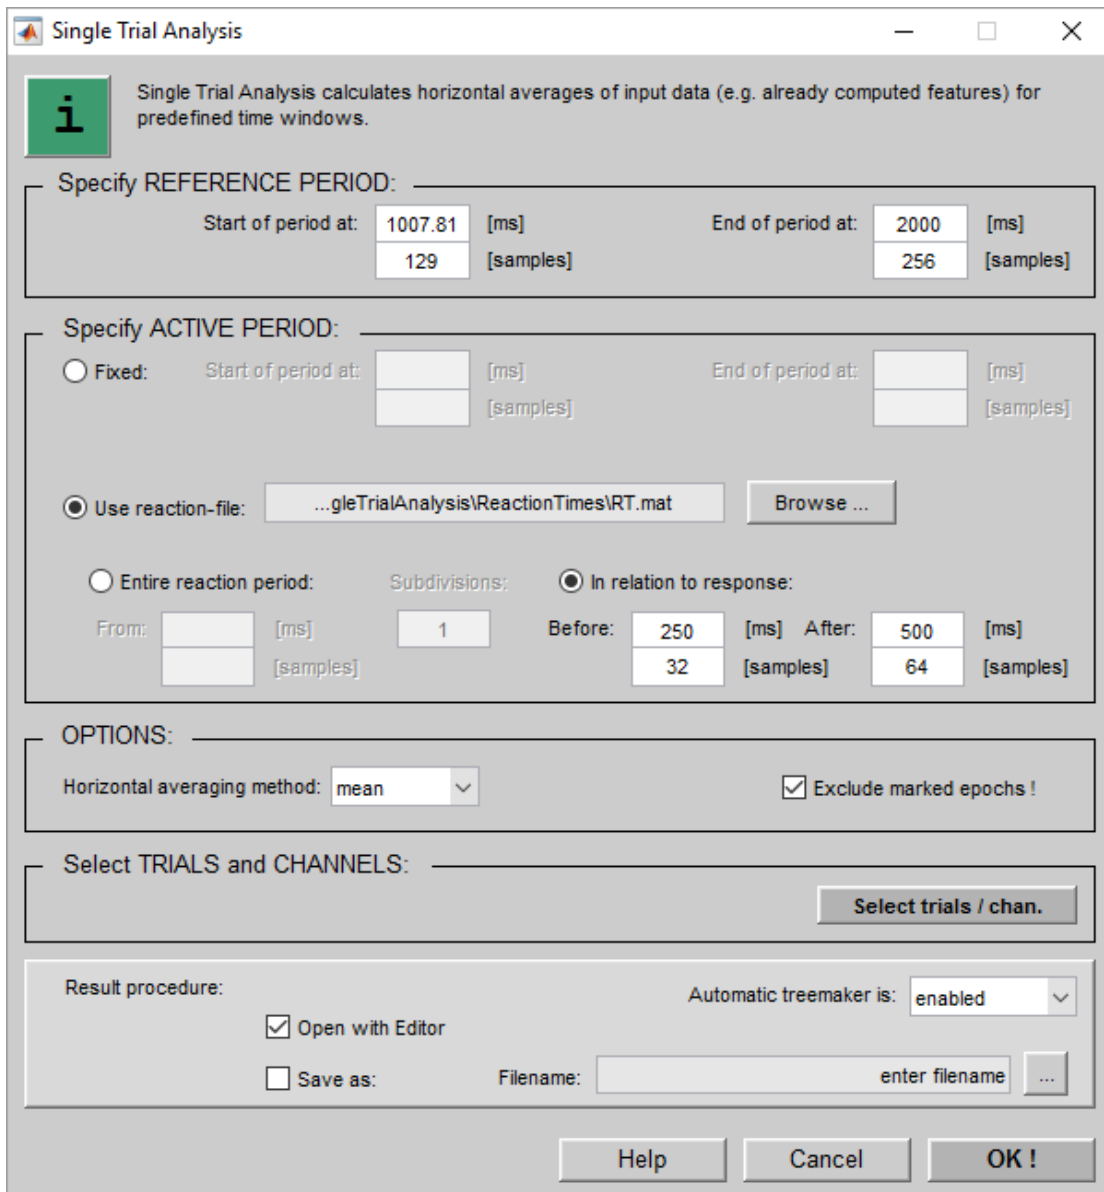 Single Trial Analysis
i
Single Trial Analysis calculates horizontal averages of input data (e.g. already computed features) for
predefined time windows.
Specify REFERENCE PERIOD:
Start of period at: 1007.81 [ms] End of period at: 2000 [ms]
129 [samples] 256 [samples]
Specify ACTIVE PERIOD:
Fixed: Start of period at: [ms] End of period at: [ms]
[samples] [samples]
Use reaction-file: ...gleTrialAnalysis\ReactionTimes\RT.mat Browse ...
Entire reaction period: Subdivisions: In relation to response:
From: [ms] 1 Before: 250 [ms] After: 500 [ms]
[samples] 32 [samples] 64 [samples]
OPTIONS:
Horizontal averaging method: mean Exclude marked epochs !
Select TRIALS and CHANNELS:
Select trials / chan.
Result procedure: Automatic treemaker is: enabled
Open with Editor
Save as: Filename: enter filename ...
Help Cancel OK !